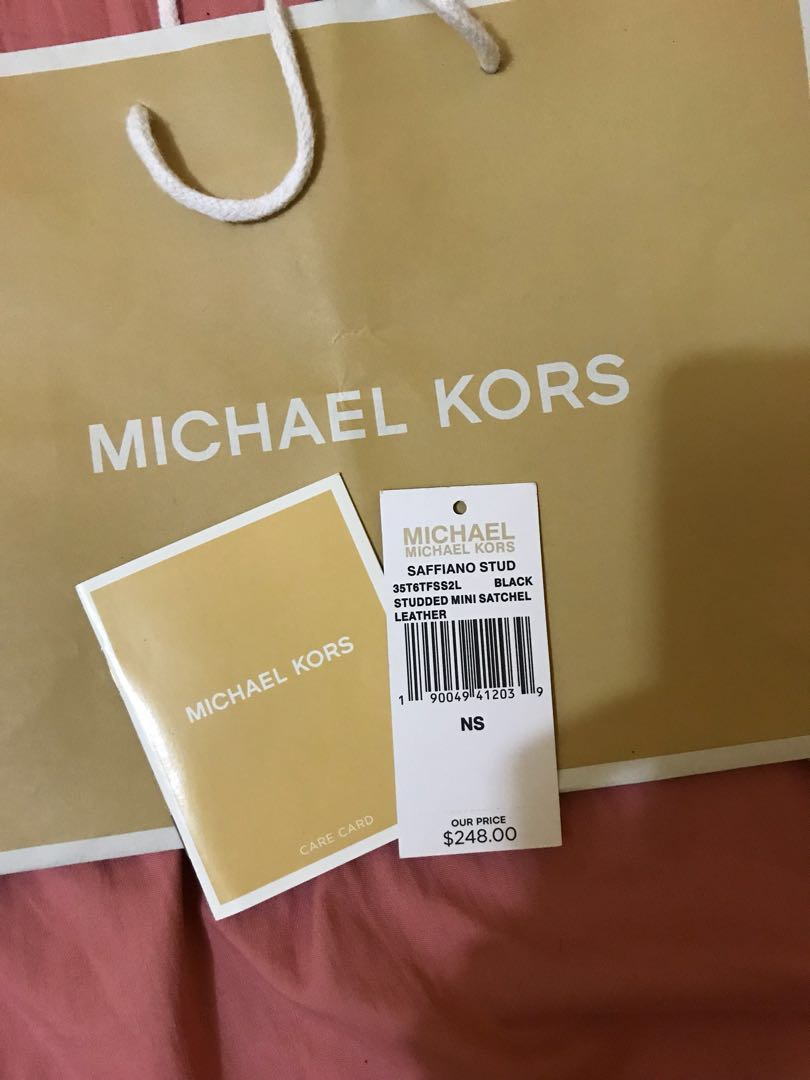 MICHAEL KORS
MICHAEL KORS
CARE CARD
MICHAEL
MICHAEL KORS
SAFFIANO STUD
35T6TFSS2L BLACK
STUDDED MINI SATCHEL
LEATHER
1 90049 41203 9
NS
OUR PRICE
$248.00